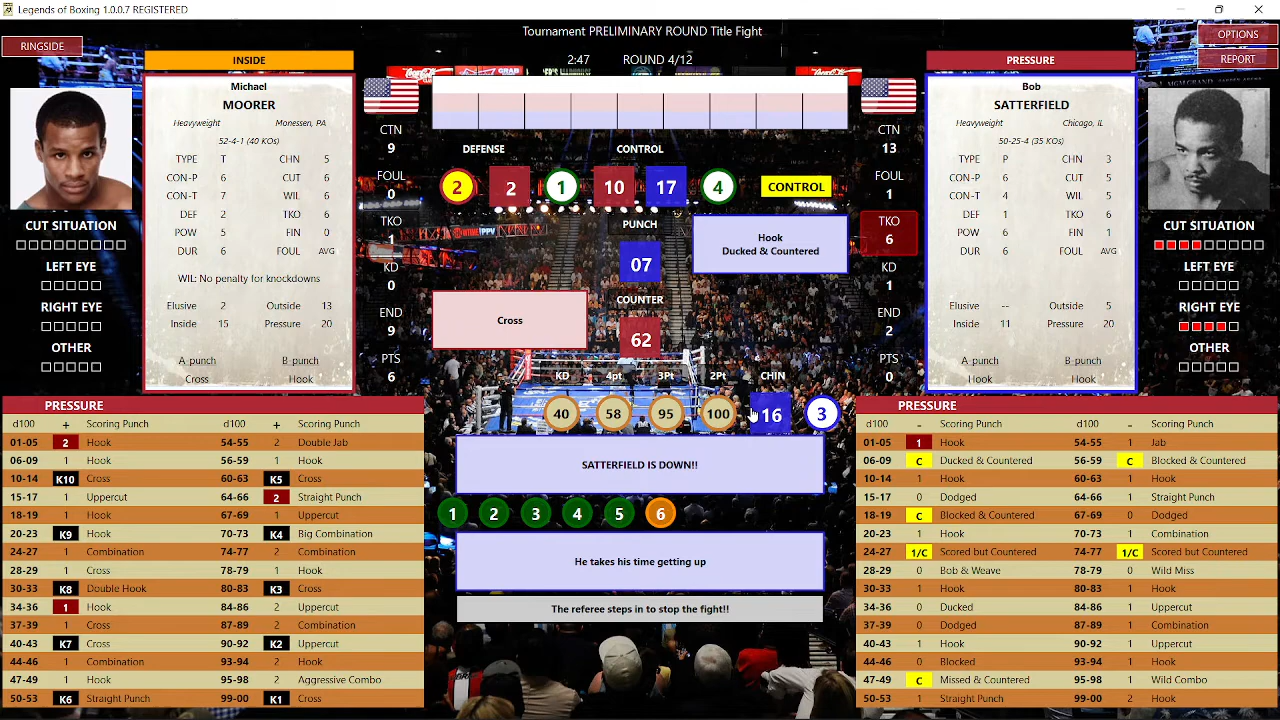 Legends of Boxing 1.0.0.7 REGISTERED
Tournament PRELIMINARY ROUND Title Fight
2:47 ROUND 4/12
RINGSIDE
OPTIONS
REPORT
INSIDE
Michael
MOORER
Heavyweight Monessen, PA
52-4-1 (40 KOs)
TYPE T CHN 5
CON-P 6 CUT 6
CON-T 6 WIL 6
DEF 2 TKO 6
POW 5 FIN 0
DUR FOUL AVG
WIL: No penalty for knockdowns
Elusive 2 Outside 13
Inside 15 Pressure 20
A punch B punch
Cross Hook
CUT SITUATION
LEFT EYE
RIGHT EYE
OTHER
CTN
9
FOUL
0
TKO
1
KD
0
END
9
PTS
6
DEFENSE CONTROL
2 2 1 10 17 4 CONTROL
PUNCH
07
Hook
Ducked & Countered
COUNTER
62
Cross
KD 4pt 3Pt 2Pt CHIN
40 58 95 100 16 3
SATTERFIELD IS DOWN!!
1 2 3 4 5 6
He takes his time getting up
The referee steps in to stop the fight!!
CTN
13
FOUL
1
TKO
6
KD
1
END
2
PTS
0
PRESSURE
Bob
SATTERFIELD
Heavyweight Chicago, IL
50-25-4 (35 KOs)
TYPE P CHN 3
CON-P 6 CUT 5
CON-T 6 WIL 5
DEF 0 TKO 5
POW 5 FIN 1
DUR FOUL AVG
Elusive -- Outside --
Inside 11 Pressure 20
A punch B punch
Hook Hook
CUT SITUATION
LEFT EYE
RIGHT EYE
OTHER
PRESSURE
d100 + Scoring Punch d100 + Scoring Punch
01-05 2 Hook 54-55 2 Double Jab
06-09 1 Hook 56-59 1 Hook
10-14 K10 Cross 60-63 K5 Cross
15-17 1 Uppercut 64-66 2 Straight Punch
18-19 1 Hook 67-69 1 Uppercut
20-23 K9 Hook 70-73 K4 Big Combination
24-27 1 Combination 74-77 2 Combination
28-29 1 Cross 78-79 1 Hook
30-33 K8 Double Hook 80-83 K3 Cross
34-36 1 Hook 84-86 2 Uppercut
37-39 1 Cross 87-89 2 Combination
40-43 K7 Cross 90-92 K2 Uppercut
44-46 1 Combination 93-94 2 Hook
47-49 1 Hook 95-98 2 Aggressive Combo
50-53 K6 Straight Punch 99-00 K1 Cross
PRESSURE
d100 - Scoring Punch d100 - Scoring Punch
01-05 1 Hook 54-55 1 Jab
06-09 C Ducked & Countered 56-59 C Blocked & Countered
10-14 1 Hook 60-63 1 Hook
15-17 0 Dodged 64-66 1 Straight Punch
18-19 C Blocked & Countered 67-69 0 Dodged
20-23 1 Hook 70-73 1 Combination
24-27 1/C Scored but Countered 74-77 1/C Scored but Countered
28-29 0 Bob & Weave 78-79 0 Wild Miss
30-33 1 Hook 80-83 1 Hook
34-36 0 Ducked 84-86 1 Uppercut
37-39 0 Dodged 87-89 1 Combination
40-43 1 Hook 90-92 1 Uppercut
44-46 0 Blocked 93-94 1 Hook
47-49 C Missed & Countered 95-98 1 Wild Combo
50-53 1 Straight Punch 99-00 2 Hook